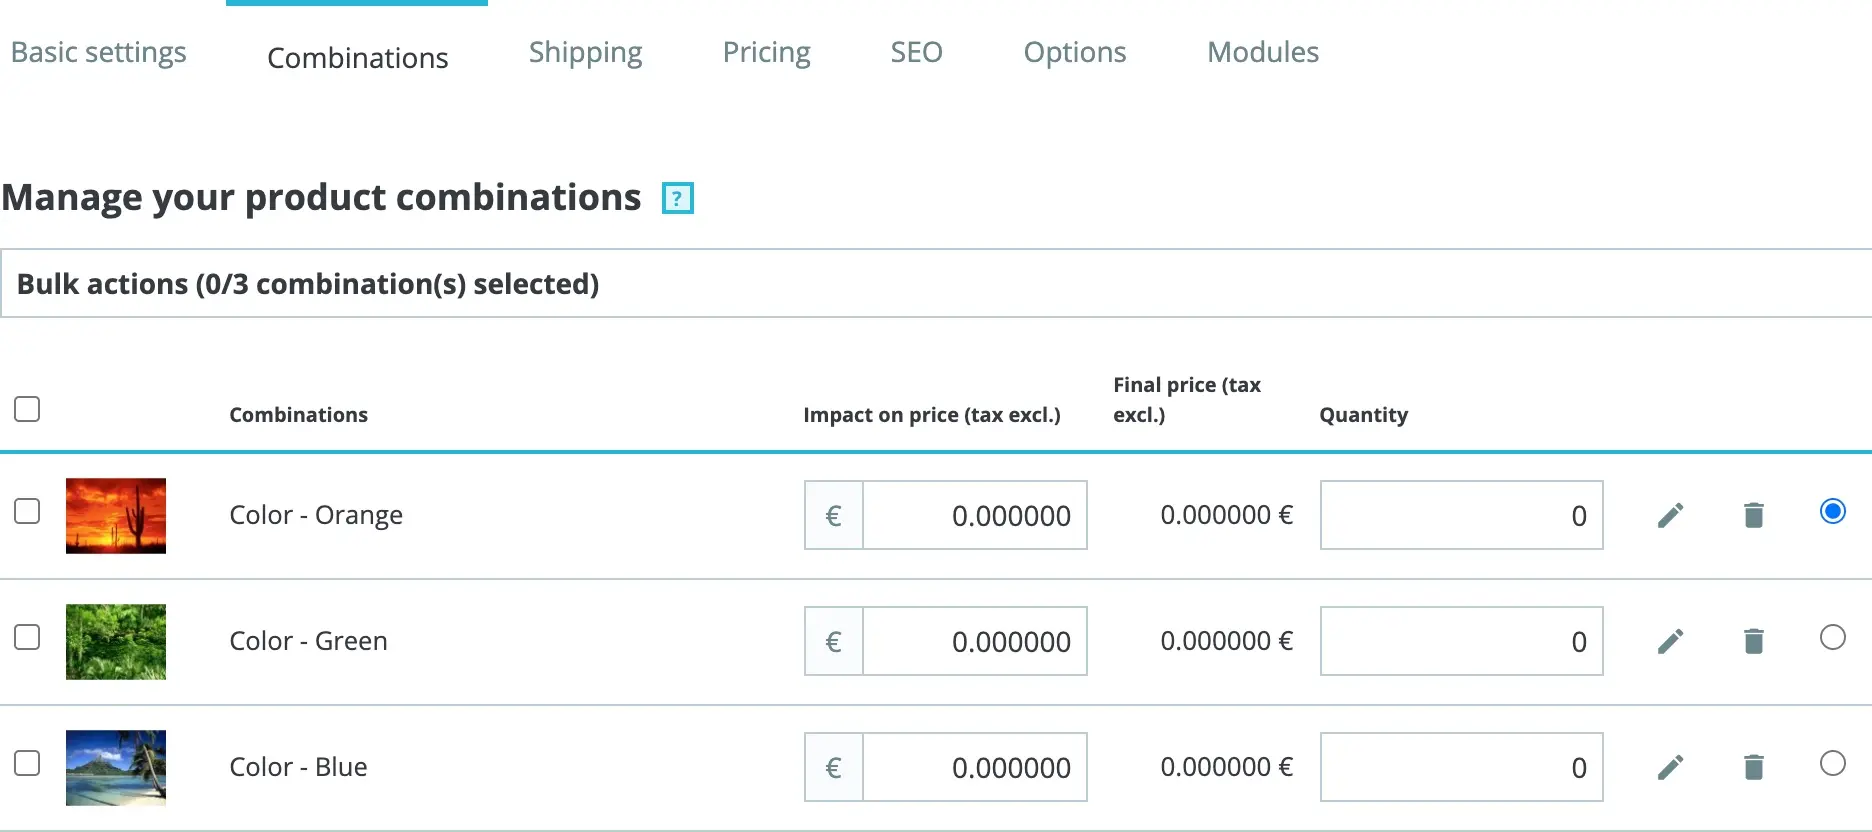 Basic settings Combinations Shipping Pricing SEO Options Modules
Manage your product combinations ?
Bulk actions (0/3 combination(s) selected)
Combinations Impact on price (tax excl.) Final price (tax excl.) Quantity
Color - Orange € 0.000000 0.000000 € 0
Color - Green € 0.000000 0.000000 € 0
Color - Blue € 0.000000 0.000000 € 0